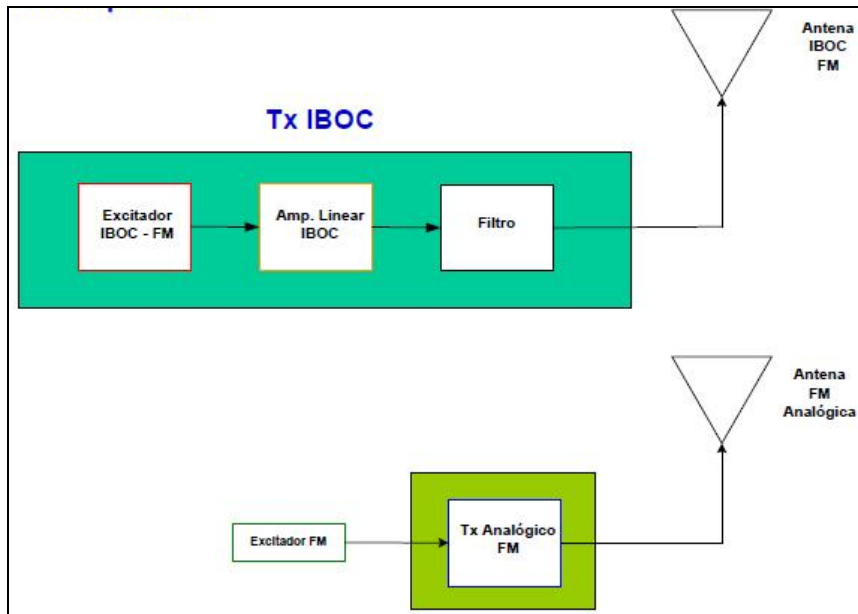 Antena
IBOC
FM
Tx IBOC
Excitador
IBOC - FM
Amp. Linear
IBOC
Filtro
Antena
FM
Analógica
Excitador FM
Tx Analógico
FM